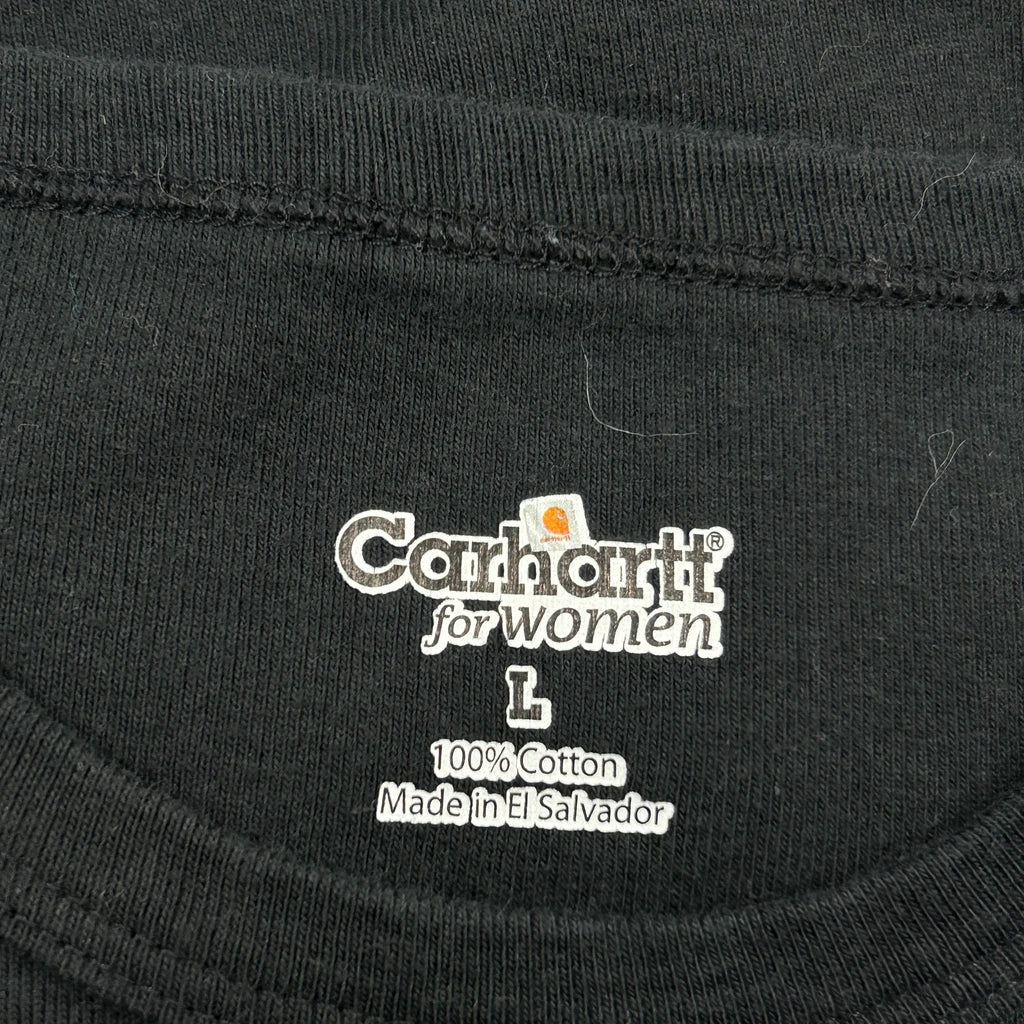 Carhartt®
for women
L
100% Cotton
Made in El Salvador